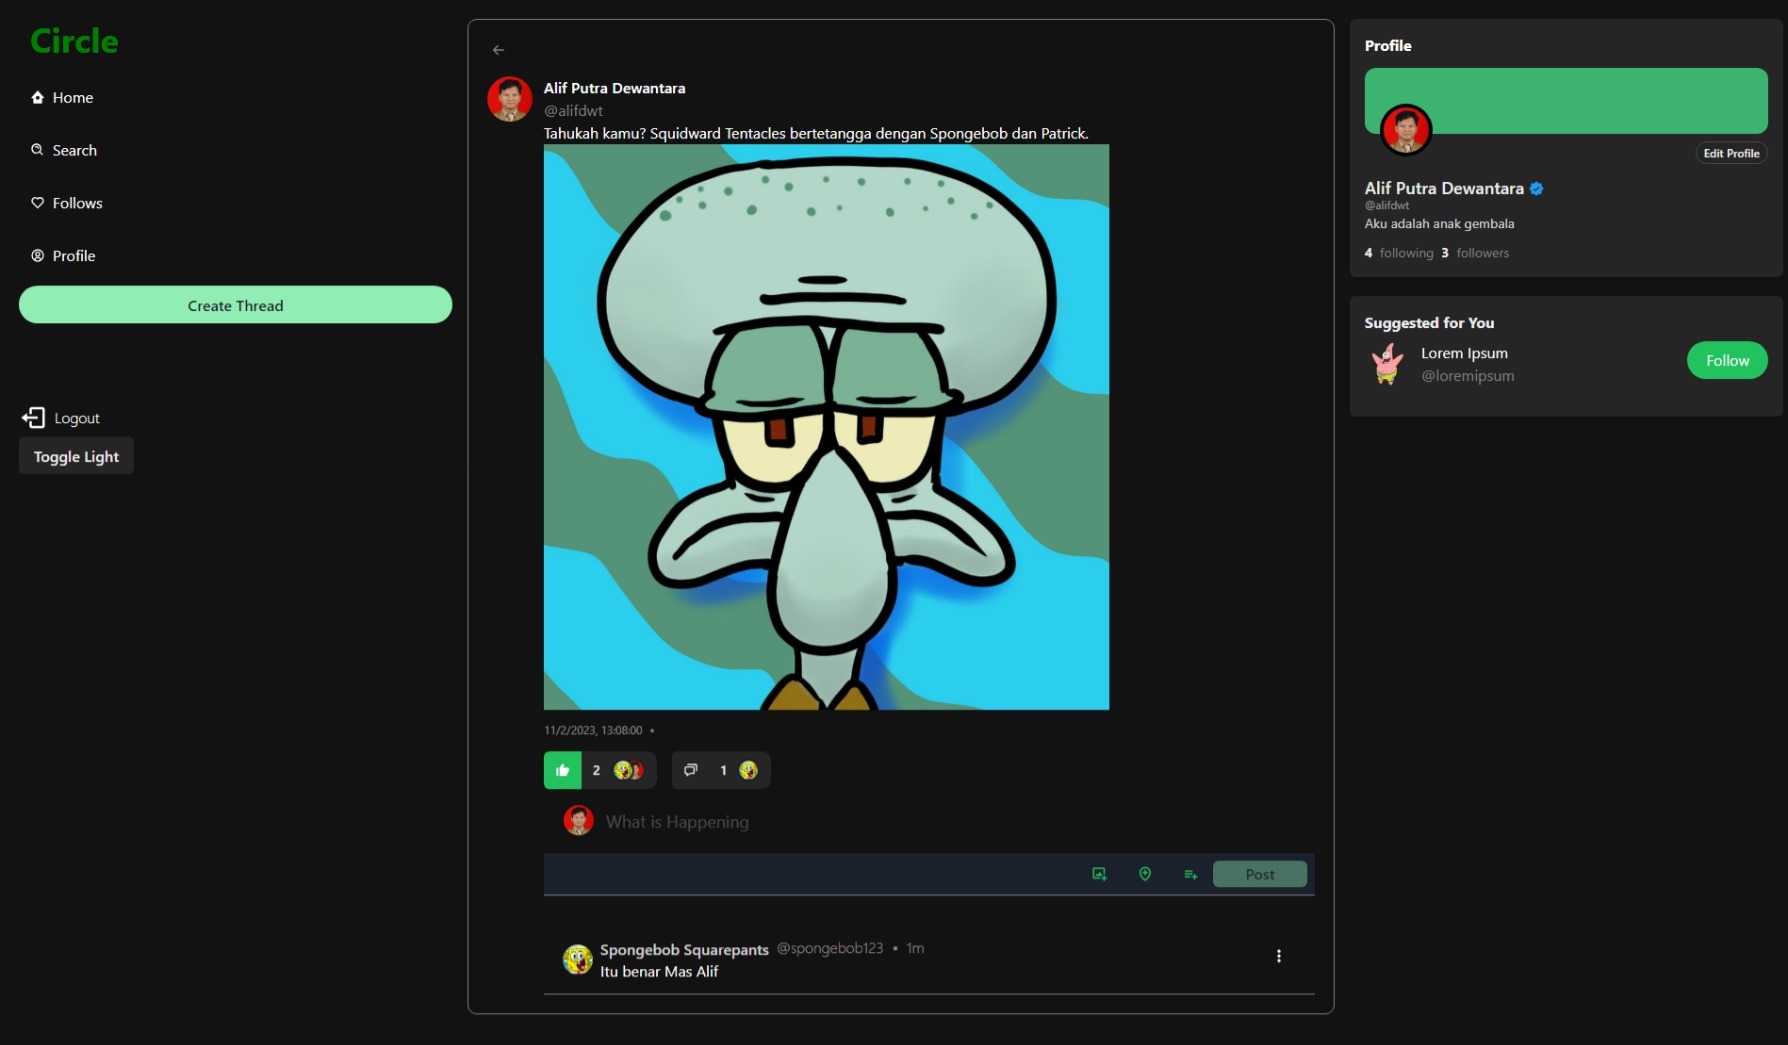 Circle
Home
Search
Follows
Profile
Create Thread
Logout
Toggle Light
Alif Putra Dewantara
@alifdwt
Tahukah kamu? Squidward Tentacles bertetangga dengan Spongebob dan Patrick.
11/2/2023, 13:08:00 •
2
1
What is Happening
Post
Spongebob Squarepants @spongebob123 • 1m
Itu benar Mas Alif
Profile
Edit Profile
Alif Putra Dewantara
@alifdwt
Aku adalah anak gembala
4 following 3 followers
Suggested for You
Lorem Ipsum
@loremipsum
Follow